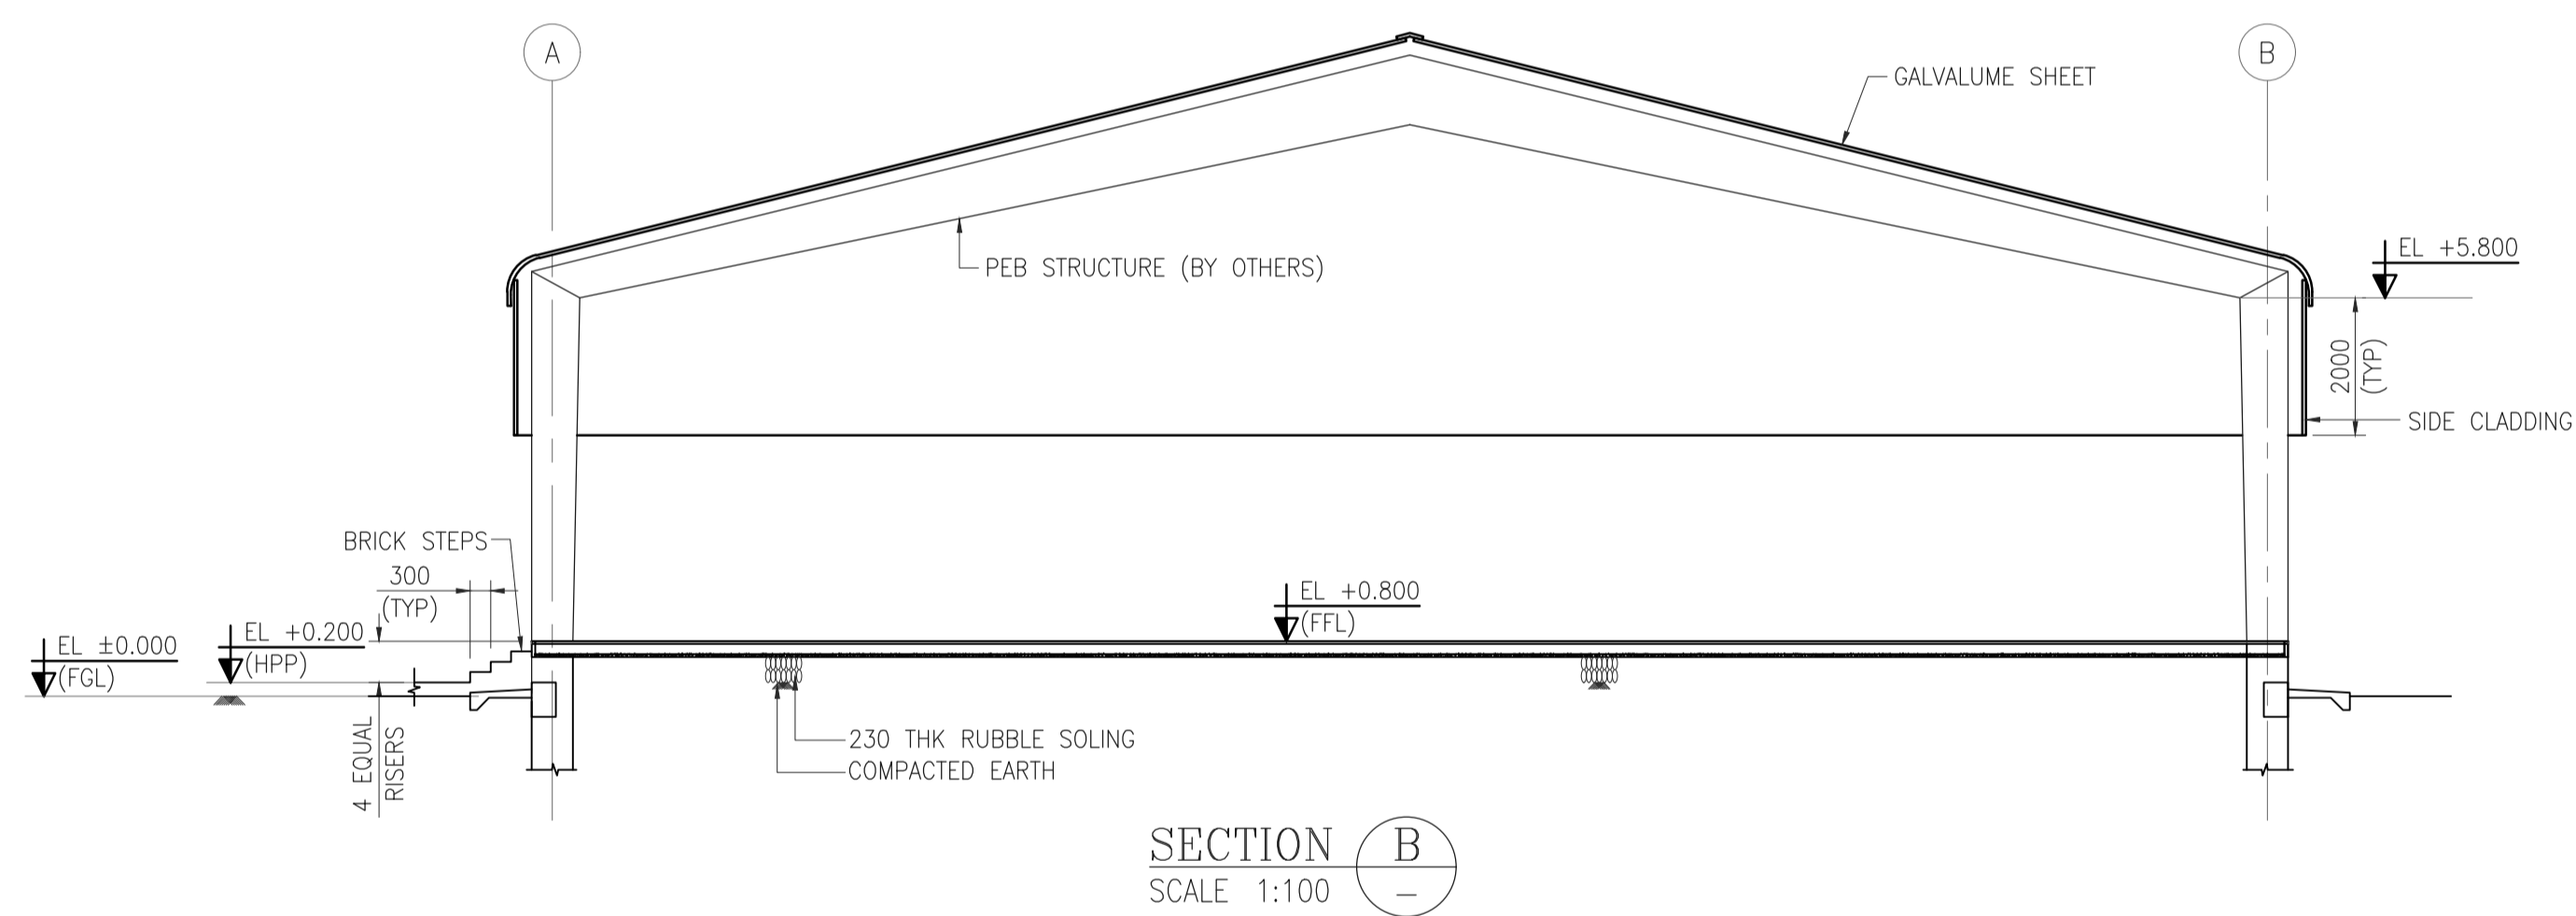 A
B
GALVALUME SHEET
PEB STRUCTURE (BY OTHERS)
EL +5.800
2000
(TYP)
SIDE CLADDING
BRICK STEPS
300
(TYP)
EL +0.800
(FFL)
EL ±0.000
(FGL)
EL +0.200
(HPP)
4 EQUAL
RISERS
230 THK RUBBLE SOLING
COMPACTED EARTH
SECTION B
SCALE 1:100 –